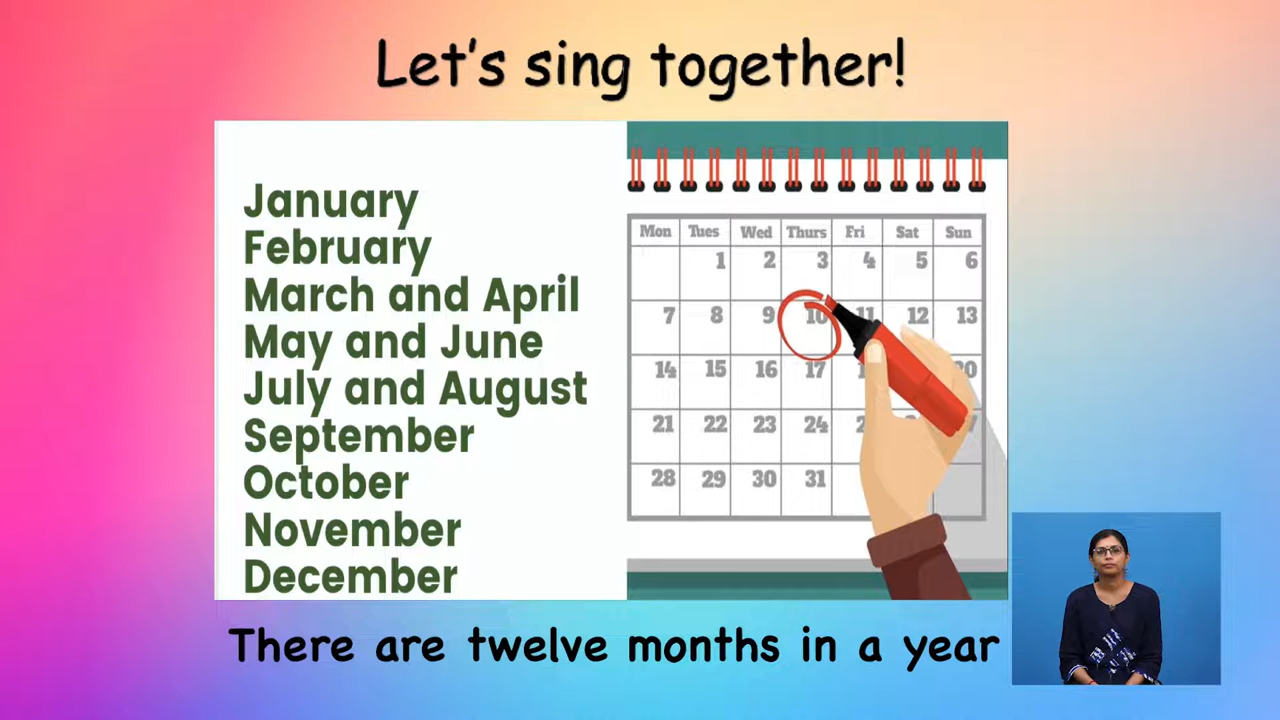 Let's sing together!
January
February
March and April
May and June
July and August
September
October
November
December
Mon Tues Wed Thurs Fri Sat Sun
1 2 3 4 5 6
7 8 9 10 11 12 13
14 15 16 17
21 22 23 24
28 29 30 31
There are twelve months in a year